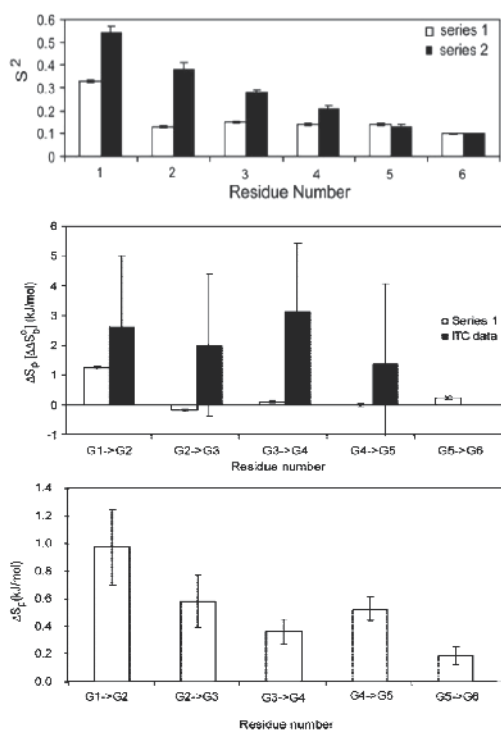 0.6
0.5
0.4
0.3
0.2
0.1
0
S 2
series 1
series 2
1 2 3 4 5 6
Residue Number
6
5
4
3
2
1
0
-1
ΔSp [ΔΔS⁰b] (kJ/mol)
Series 1
ITC data
G1->G2 G2->G3 G3->G4 G4->G5 G5->G6
Residue number
1.4
1.2
1.0
0.8
0.6
0.4
0.2
0.0
ΔSp(kJ/mol)
G1->G2 G2->G3 G3->G4 G4->G5 G5->G6
Residue number